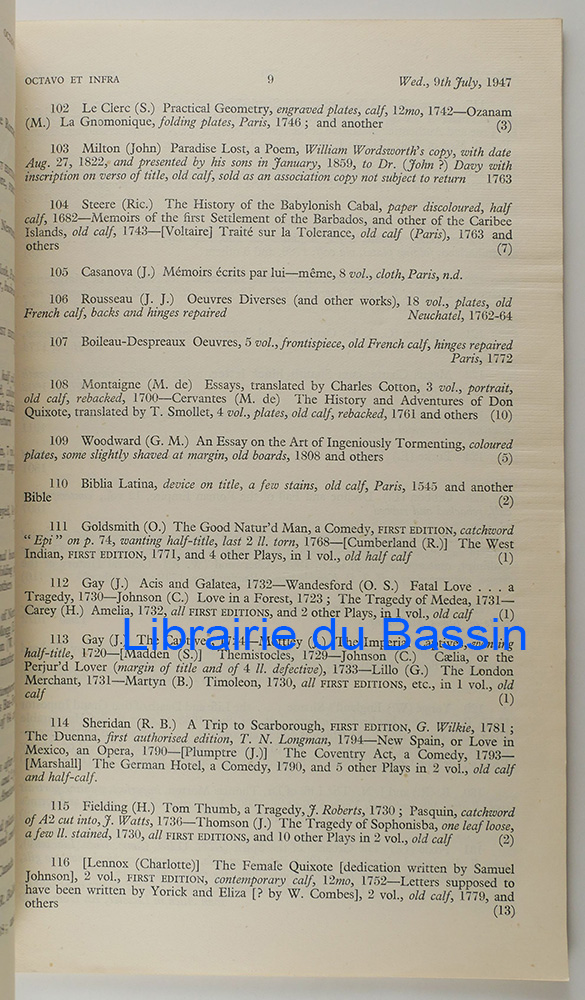 OCTAVO ET INFRA 9 Wed., 9th July, 1947
102 Le Clerc (S.) Practical Geometry, engraved plates, calf, 12mo, 1742—Ozanam
(M.) La Gnomonique, folding plates, Paris, 1746; and another (3)
103 Milton (John) Paradise Lost, a Poem, William Wordsworth's copy, with date
Aug. 27, 1822, and presented by his sons in January, 1859, to Dr. (John ?) Davy with
inscription on verso of title, old calf, sold as an association copy not subject to return 1763
104 Steere (Ric.) The History of the Babylonish Cabal, paper discoloured, half
calf, 1682—Memoirs of the first Settlement of the Barbados, and other of the Caribee
Islands, old calf, 1743—[Voltaire] Traité sur la Tolerance, old calf (Paris), 1763 and
others (7)
105 Casanova (J.) Mémoirs écrits par lui—même, 8 vol., cloth, Paris, n.d.
106 Rousseau (J. J.) Oeuvres Diverses (and other works), 18 vol., plates, old
French calf, backs and hinges repaired Neuchatel, 1762-64
107 Boileau-Despreaux Oeuvres, 5 vol., frontispiece, old French calf, hinges repaired
Paris, 1772
108 Montaigne (M. de) Essays, translated by Charles Cotton, 3 vol., portrait,
old calf, rebacked, 1700—Cervantes (M. de) The History and Adventures of Don
Quixote, translated by T. Smollet, 4 vol., plates, old calf, rebacked, 1761 and others (10)
109 Woodward (G. M.) An Essay on the Art of Ingeniously Tormenting, coloured
plates, some slightly shaved at margin, old boards, 1808 and others (5)
110 Biblia Latina, device on title, a few stains, old calf, Paris, 1545 and another
Bible (2)
111 Goldsmith (O.) The Good Natur'd Man, a Comedy, FIRST EDITION, catchword
"Epi" on p. 74, wanting half-title, last 2 ll. torn, 1768—[Cumberland (R.)] The West
Indian, FIRST EDITION, 1771, and 4 other Plays, in 1 vol., old half calf (1)
112 Gay (J.) Acis and Galatea, 1732—Wandesford (O. S.) Fatal Love . . . . a
Tragedy, 1730—Johnson (C.) Love in a Forest, 1723; The Tragedy of Medea, 1731—
Carey (H.) Amelia, 1732, all FIRST EDITIONS, and 2 other Plays, in 1 vol., old calf (1)
Librairie du Bassin
113 Gay (J.) The Captives, 1724—Mottley (J.) The Imperial Captives, wanting
half-title, 1720—[Madden (S.)] Themistocles, 1729—Johnson (C.) Cælia, or the
Perjur'd Lover (margin of title and of 4 ll. defective), 1733—Lillo (G.) The London
Merchant, 1731—Martyn (B.) Timoleon, 1730, all FIRST EDITIONS, etc., in 1 vol., old
calf (1)
114 Sheridan (R. B.) A Trip to Scarborough, FIRST EDITION, G. Wilkie, 1781;
The Duenna, first authorised edition, T. N. Longman, 1794—New Spain, or Love in
Mexico, an Opera, 1790—[Plumptre (J.)] The Coventry Act, a Comedy, 1793—
[Marshall] The German Hotel, a Comedy, 1790, and 5 other Plays in 2 vol., old calf
and half-calf.
115 Fielding (H.) Tom Thumb, a Tragedy, J. Roberts, 1730; Pasquin, catchword
of A2 cut into, J. Watts, 1736—Thomson (J.) The Tragedy of Sophonisba, one leaf loose,
a few ll. stained, 1730, all FIRST EDITIONS, and 10 other Plays in 2 vol., old calf (2)
116 [Lennox (Charlotte)] The Female Quixote [dedication written by Samuel
Johnson], 2 vol., FIRST EDITION, contemporary calf, 12mo, 1752—Letters supposed to
have been written by Yorick and Eliza [? by W. Combes], 2 vol., old calf, 1779, and
others (13)